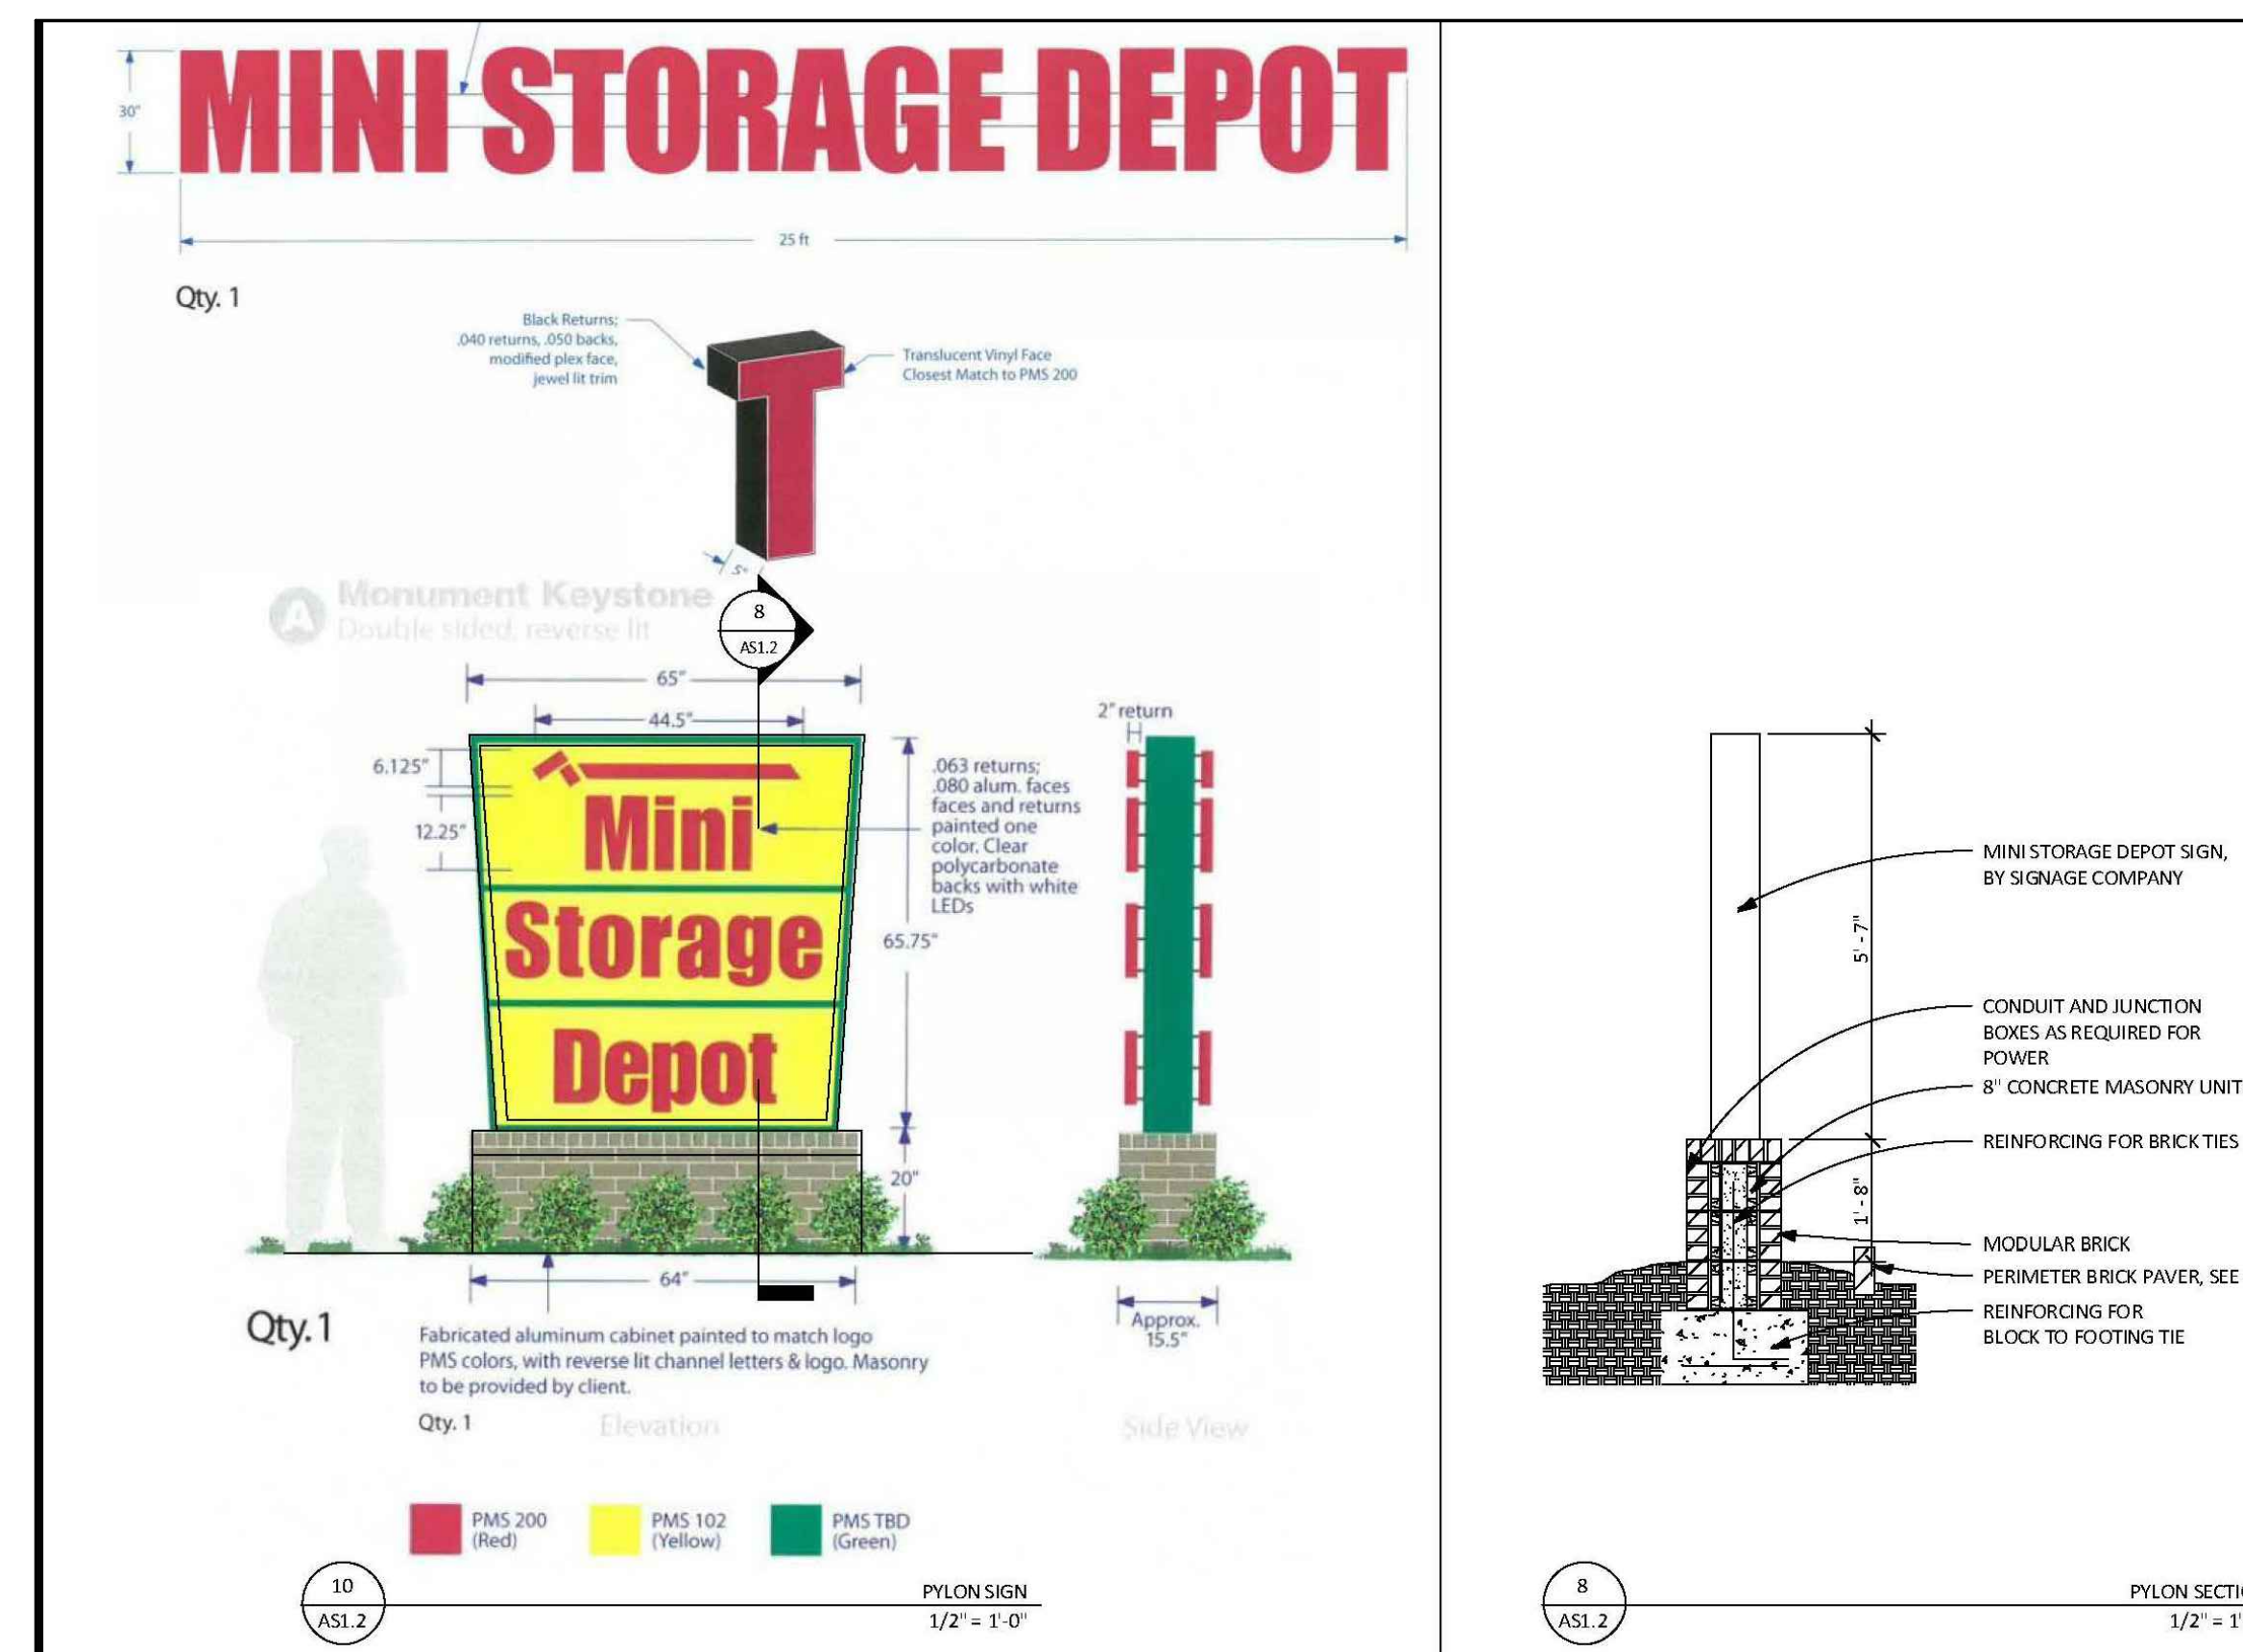 MINI STORAGE DEPOT
30"
25 ft
Qty. 1
Black Returns;
.040 returns, .050 backs,
modified plex face,
jewel lit trim
Translucent Vinyl Face
Closest Match to PMS 200
5"
A
Monument Keystone
Double sided, reverse lit
8
AS1.2
65"
44.5"
6.125"
12.25"
Mini
Storage
Depot
.063 returns;
.080 alum. faces
faces and returns
painted one
color. Clear
polycarbonate
backs with white
LEDs
65.75"
20"
64"
2" return
Approx.
15.5"
Qty.1
Fabricated aluminum cabinet painted to match logo
PMS colors, with reverse lit channel letters & logo. Masonry
to be provided by client.
Qty. 1
Elevation
Side View
PMS 200
(Red)
PMS 102
(Yellow)
PMS TBD
(Green)
10
AS1.2
PYLON SIGN
1/2" = 1'-0"
MINI STORAGE DEPOT SIGN,
BY SIGNAGE COMPANY
5' - 7"
CONDUIT AND JUNCTION
BOXES AS REQUIRED FOR
POWER
8" CONCRETE MASONRY UNIT
REINFORCING FOR BRICK TIES
1' - 8"
MODULAR BRICK
PERIMETER BRICK PAVER, SEE
REINFORCING FOR
BLOCK TO FOOTING TIE
8
AS1.2
PYLON
1/2" = 1'